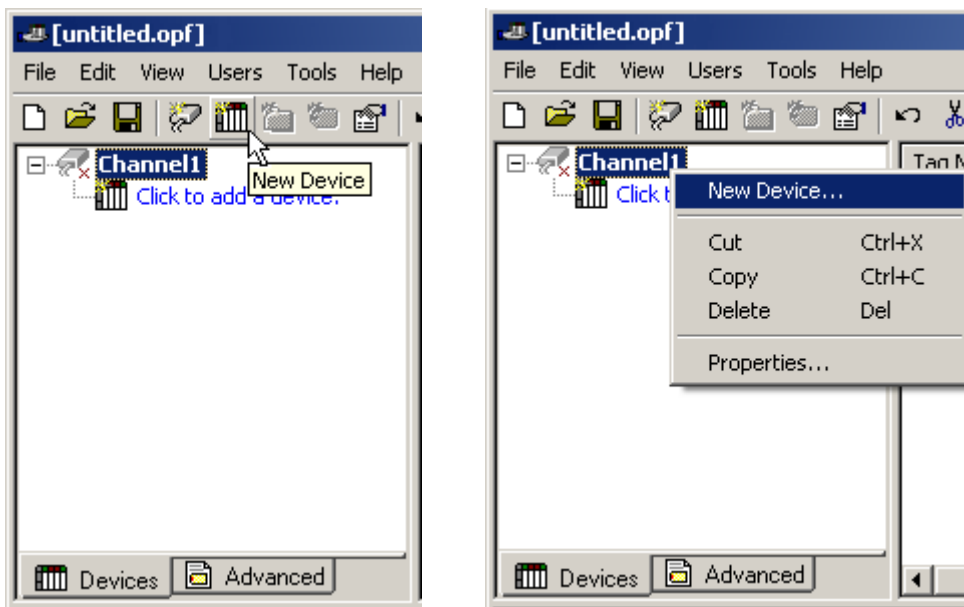 [untitled.opf]
File Edit View Users Tools Help
Channel1
New Device
Click to add a device.
Devices Advanced
[untitled.opf]
File Edit View Users Tools Help
Channel1
Tag N
Click t
New Device...
Cut Ctrl+X
Copy Ctrl+C
Delete Del
Properties...
Devices Advanced